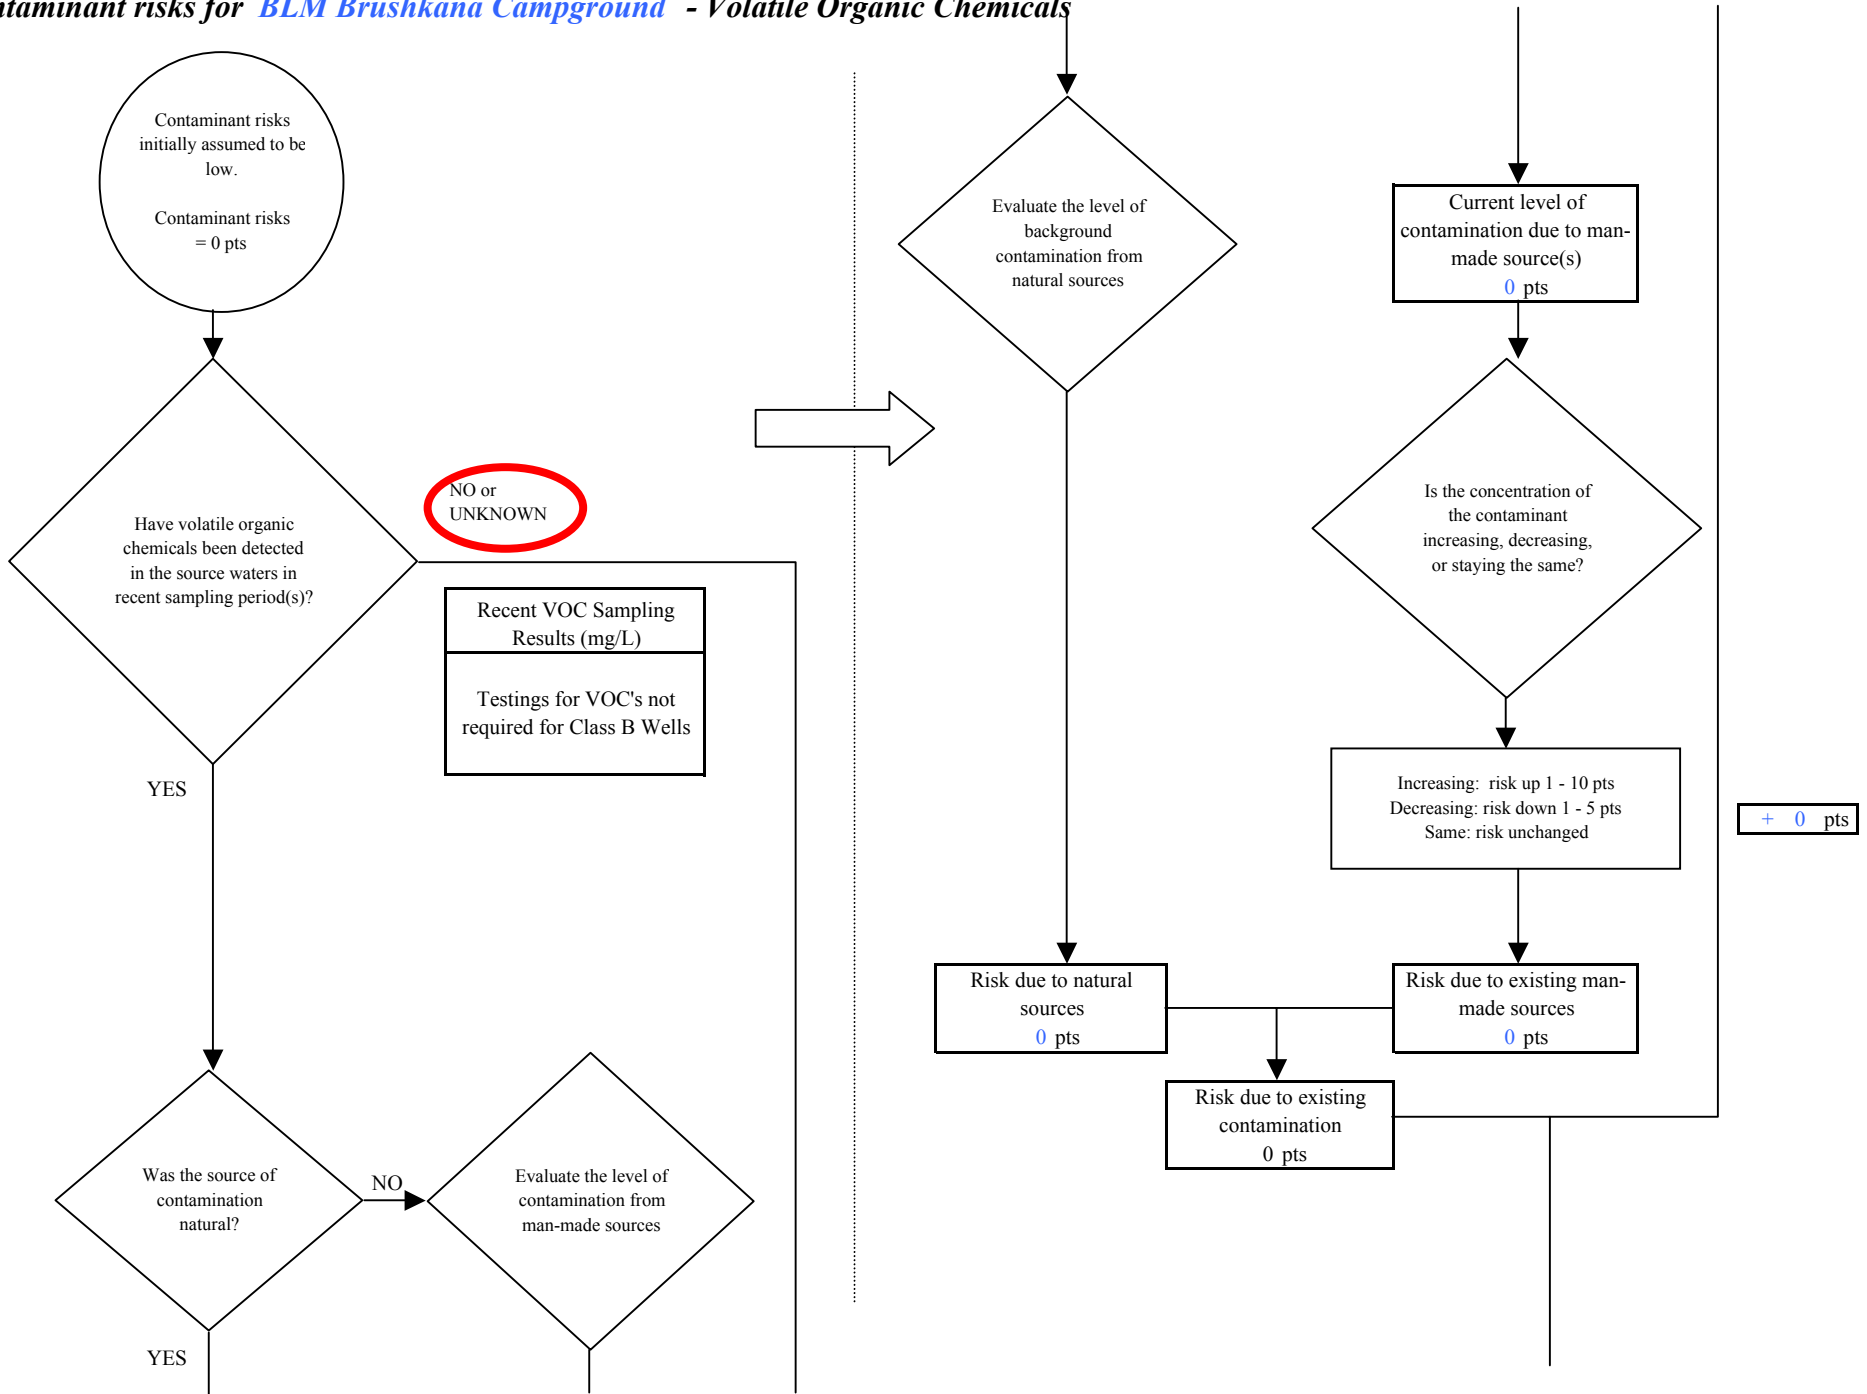 ntaminant risks for BLM Brushkana Campground - Volatile Organic Chemicals
Contaminant risks
initially assumed to be
low.
Contaminant risks
= 0 pts
NO or
UNKNOWN
Have volatile organic
chemicals been detected
in the source waters in
recent sampling period(s)?
Recent VOC Sampling
Results (mg/L)
Testings for VOC's not
required for Class B Wells
YES
Was the source of
contamination
natural?
NO
Evaluate the level of
contamination from
man-made sources
YES
Evaluate the level of
background
contamination from
natural sources
Current level of
contamination due to man-
made source(s)
0 pts
Is the concentration of
the contaminant
increasing, decreasing,
or staying the same?
Increasing: risk up 1 - 10 pts
Decreasing: risk down 1 - 5 pts
Same: risk unchanged
+ 0 pts
Risk due to natural
sources
0 pts
Risk due to existing man-
made sources
0 pts
Risk due to existing
contamination
0 pts